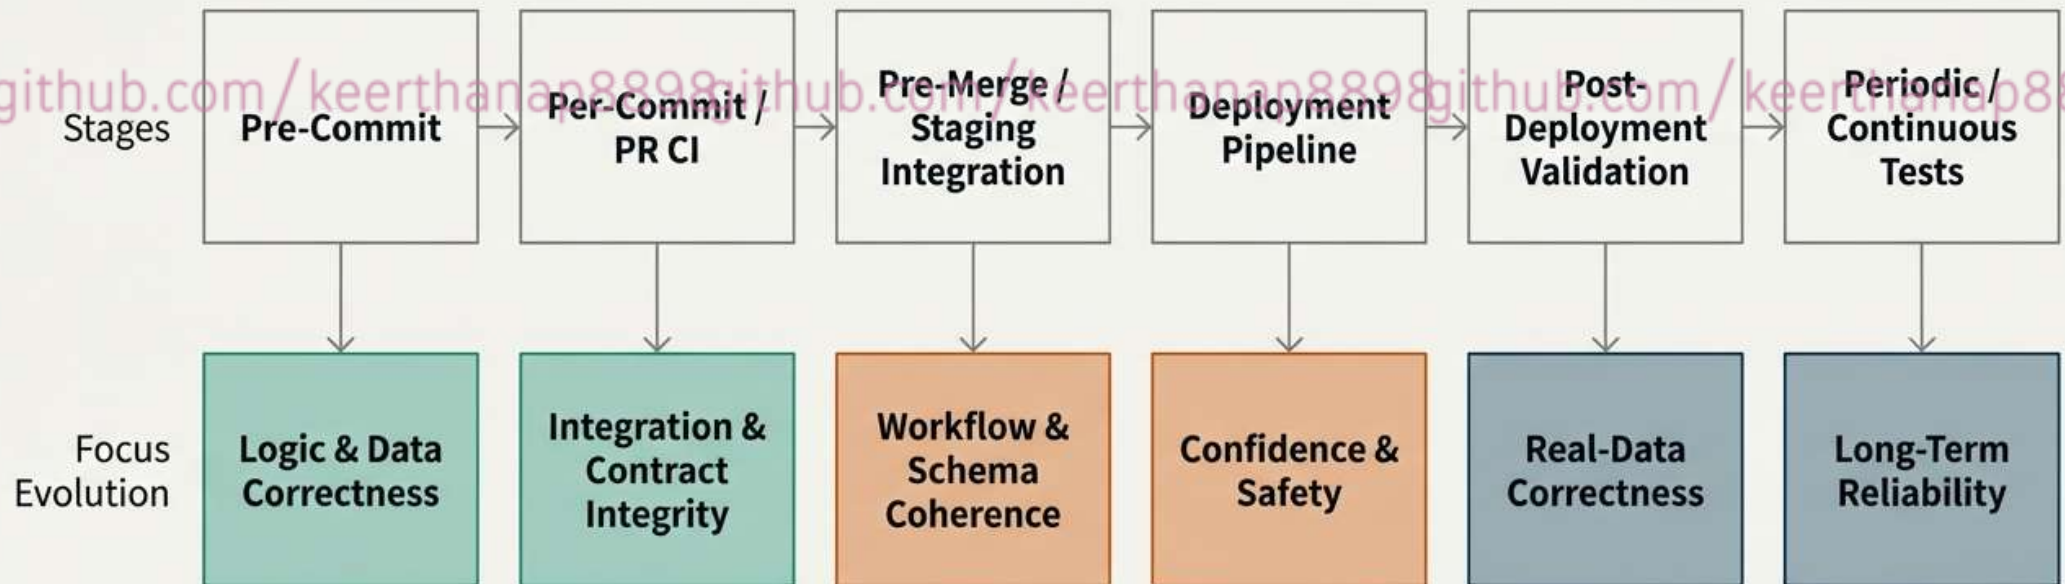 github.com/keerthanap8898github.com/keerthanap8898github.com/keerthanap88
Stages
Pre-Commit
Per-Commit /
PR CI
Pre-Merge /
Staging
Integration
Deployment
Pipeline
Post-
Deployment
Validation
Periodic /
Continuous
Tests
Focus
Evolution
Logic & Data
Correctness
Integration &
Contract
Integrity
Workflow &
Schema
Coherence
Confidence &
Safety
Real-Data
Correctness
Long-Term
Reliability